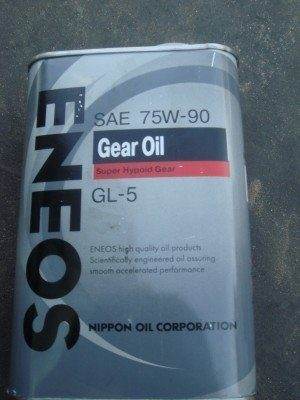 ENEOS
SAE 75W-90
Gear Oil
Super Hypoid Gear
GL-5
ENEOS high quality oil products
Scientifically engineered oil assuring
smooth accelerated performance
NIPPON OIL CORPORATION